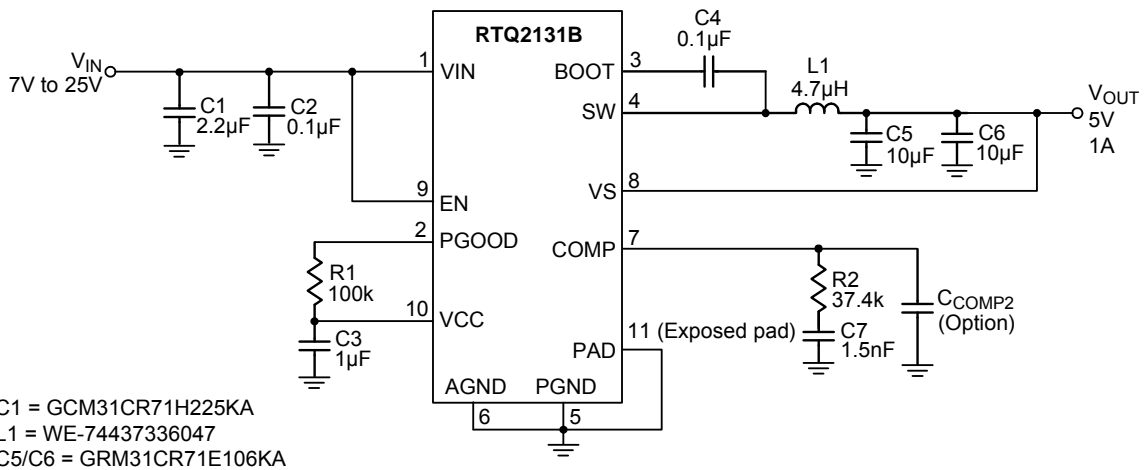 RTQ2131B
VIN
7V to 25V
C1
2.2µF
C2
0.1µF
1
VIN
9
EN
2
PGOOD
R1
100k
10
VCC
C3
1µF
BOOT
3
C4
0.1µF
SW
4
L1
4.7µH
C5
10µF
C6
10µF
VOUT
5V
1A
VS
8
COMP
7
R2
37.4k
C7
1.5nF
CCOMP2
(Option)
11 (Exposed pad)
PAD
AGND
PGND
6
5
C1 = GCM31CR71H225KA
L1 = WE-74437336047
C5/C6 = GRM31CR71E106KA